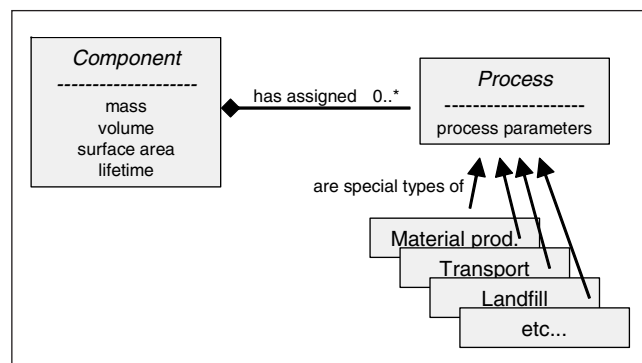 Component
--------------------
mass
volume
surface area
lifetime
has assigned 0..*
Process
--------------------
process parameters
are special types of
Material prod.
Transport
Landfill
etc...